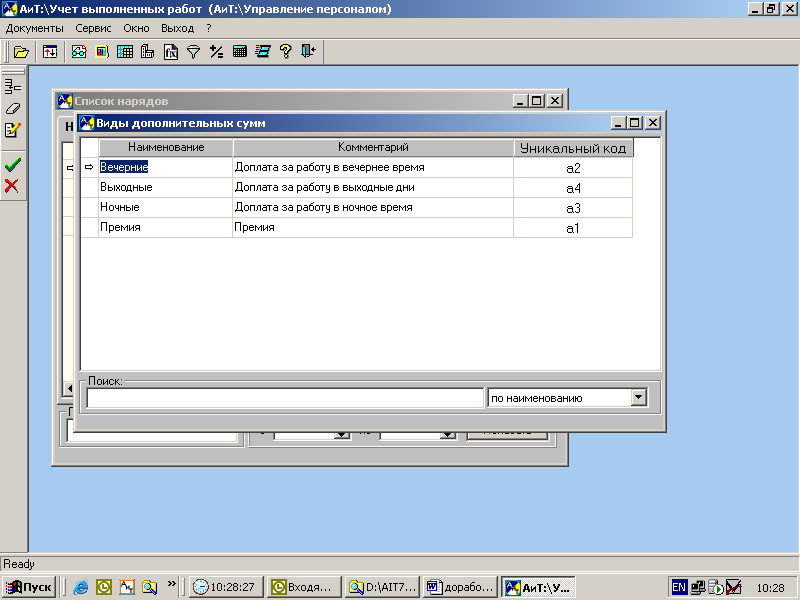 АиТ:\Учет выполненных работ (АиТ:\Управление персоналом)
Документы Сервис Окно Выход ?
Список нарядов
Виды дополнительных сумм
Наименование Комментарий Уникальный код
Вечерние Доплата за работу в вечернее время а2
Выходные Доплата за работу в выходные дни а4
Ночные Доплата за работу в ночное время а3
Премия Премия а1
Поиск:
по наименованию
Ready
Пуск » 10:28:27 Входя... D:\AIT7... дорабо... АиТ:\У... EN 10:28